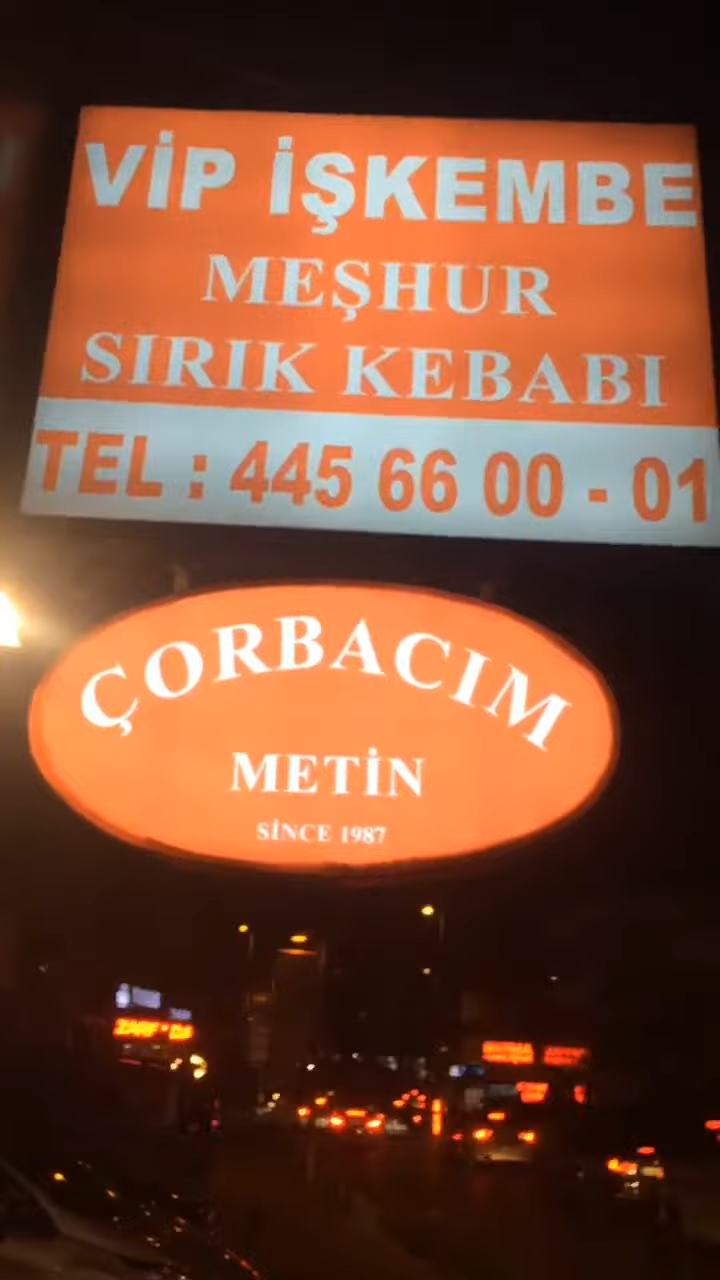 VİP İŞKEMBE
MEŞHUR
SIRIK KEBABI
TEL : 445 66 00 - 01
ÇORBACIM
METİN
SİNCE 1987